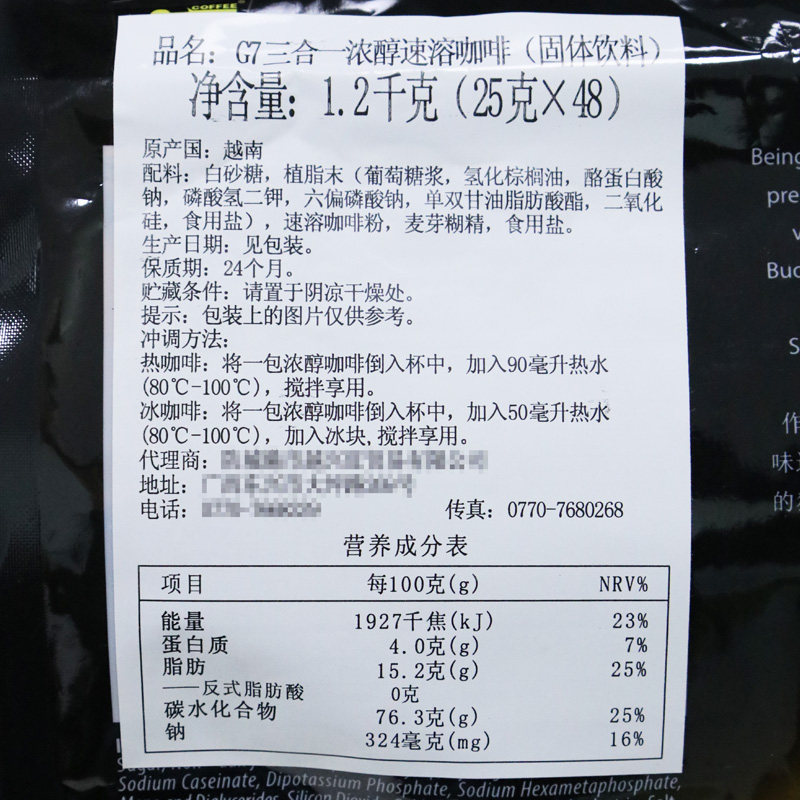 COFFEE
品名：G7三合一浓醇速溶咖啡（固体饮料）
净含量：1.2千克（25克×48）
原产国：越南
配料：白砂糖，植脂末（葡萄糖浆，氢化棕榈油，酪蛋白酸
钠，磷酸氢二钾，六偏磷酸钠，单双甘油脂肪酸酯，二氧化
硅，食用盐），速溶咖啡粉，麦芽糊精，食用盐。
生产日期：见包装。
保质期：24个月。
贮藏条件：请置于阴凉干燥处。
提示：包装上的图片仅供参考。
冲调方法：
热咖啡：将一包浓醇咖啡倒入杯中，加入90毫升热水
(80℃-100℃)，搅拌享用。
冰咖啡：将一包浓醇咖啡倒入杯中，加入50毫升热水
(80℃-100℃)，加入冰块,搅拌享用。
代理商：
地址：
电话： 传真：0770-7680268
营养成分表
项目 每100克(g) NRV%
能量 1927千焦(kJ) 23%
蛋白质 4.0克(g) 7%
脂肪 15.2克(g) 25%
——反式脂肪酸 0克
碳水化合物 76.3克(g) 25%
钠 324毫克(mg) 16%
Being
pre
Buo
S
作
味
的
Sodium Caseinate, Dipotassium Phosphate, Sodium Hexametaphosphate,